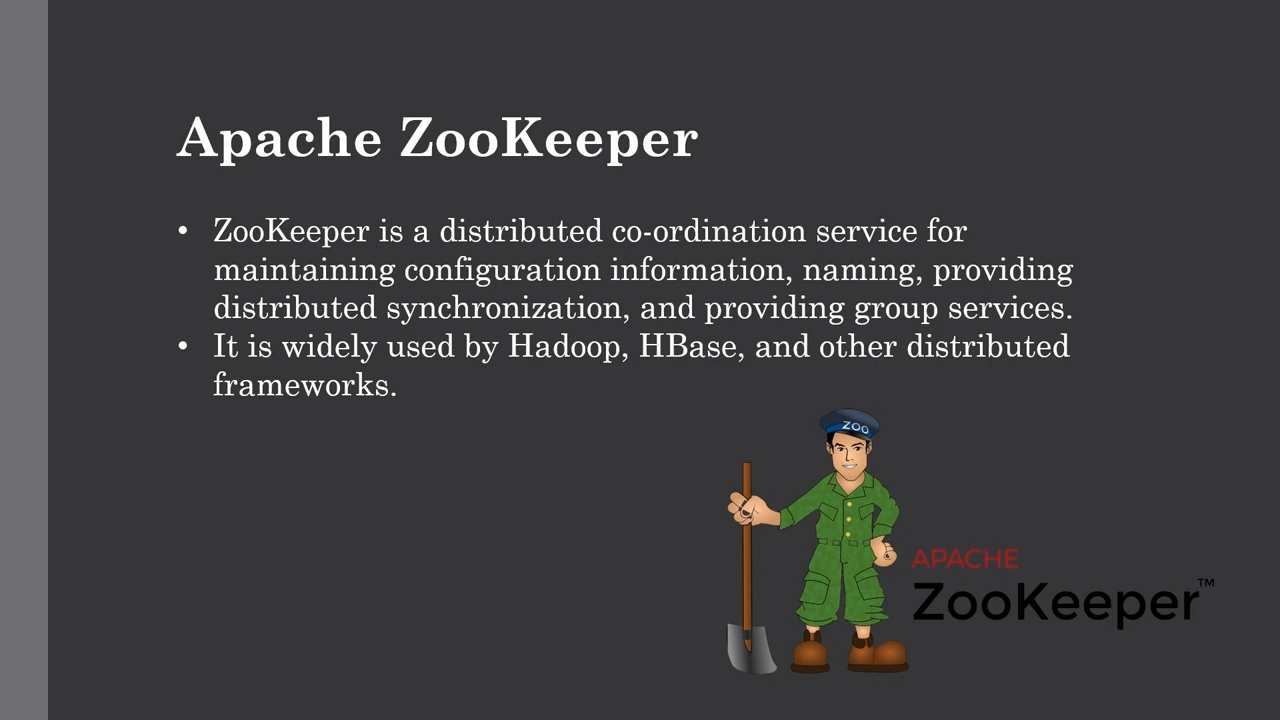 Apache ZooKeeper
• ZooKeeper is a distributed co-ordination service for
maintaining configuration information, naming, providing
distributed synchronization, and providing group services.
• It is widely used by Hadoop, HBase, and other distributed
frameworks.
ZOO
APACHE
ZooKeeper™